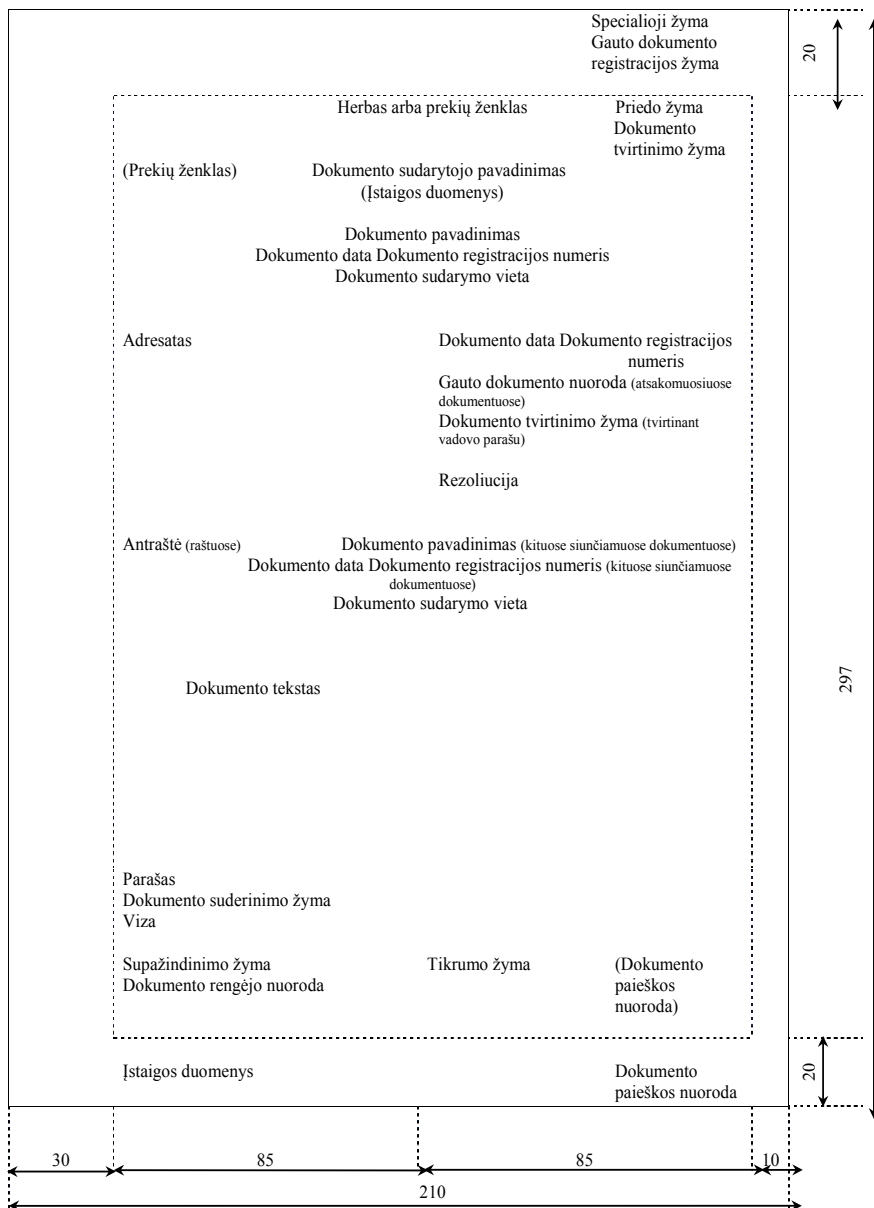 Specialioji žyma
Gauto dokumento
registracijos žyma
20
Herbas arba prekių ženklas
Priedo žyma
Dokumento
tvirtinimo žyma
(Prekių ženklas)
Dokumento sudarytojo pavadinimas
(Įstaigos duomenys)
Dokumento pavadinimas
Dokumento data Dokumento registracijos numeris
Dokumento sudarymo vieta
Adresatas
Dokumento data Dokumento registracijos
numeris
Gauto dokumento nuoroda (atsakomuosiuose
dokumentuose)
Dokumento tvirtinimo žyma (tvirtinant
vadovo parašu)
Rezoliucija
Antraštė (raštuose)
Dokumento pavadinimas (kituose siunčiamuose dokumentuose)
Dokumento data Dokumento registracijos numeris (kituose siunčiamuose
dokumentuose)
Dokumento sudarymo vieta
297
Dokumento tekstas
Parašas
Dokumento suderinimo žyma
Viza
Supažindinimo žyma
Dokumento rengėjo nuoroda
Tikrumo žyma
(Dokumento
paieškos
nuoroda)
Įstaigos duomenys
Dokumento
paieškos nuoroda
20
30
85
85
10
210